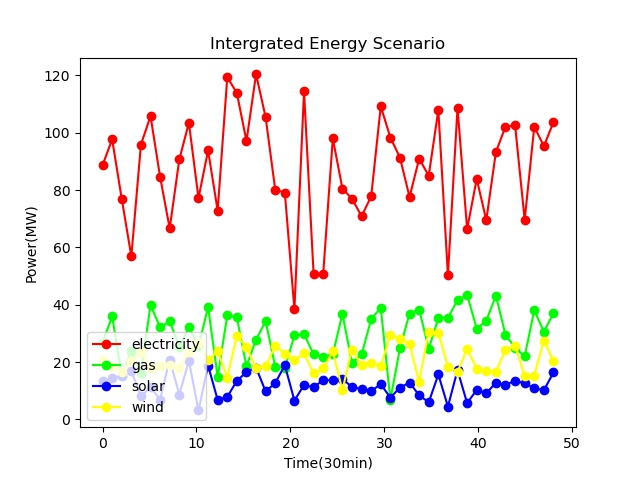 Intergrated Energy Scenario
120
100
80
60
40
20
0
Power(MW)
electricity
gas
solar
wind
0 10 20 30 40 50
Time(30min)